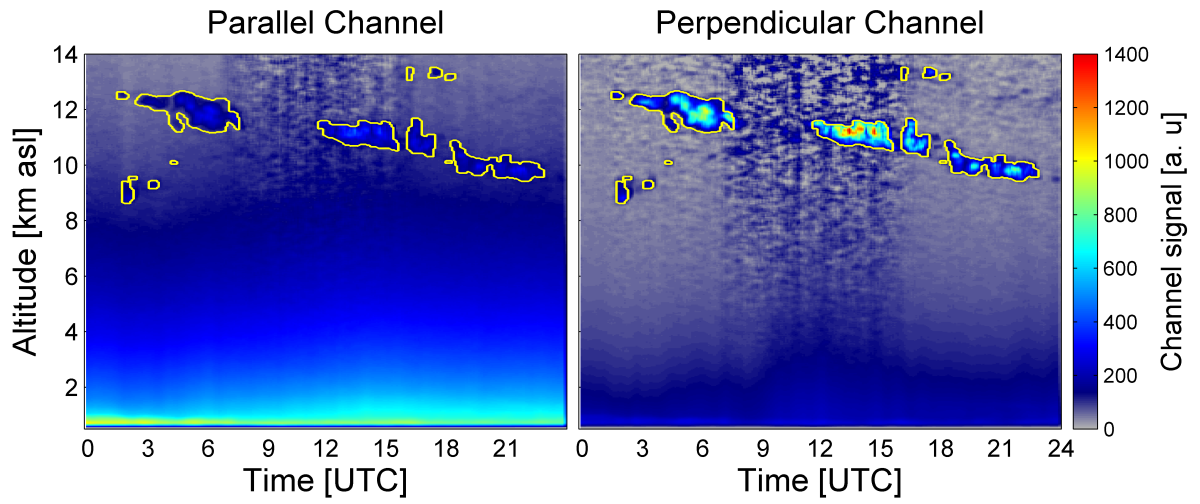 Parallel Channel
Perpendicular Channel
Altitude [km asl]
14
12
10
8
6
4
2
0 3 6 9 12 15 18 21
Time [UTC]
0 3 6 9 12 15 18 21 24
Time [UTC]
1400
1200
1000
800
600
400
200
0
Channel signal [a. u]